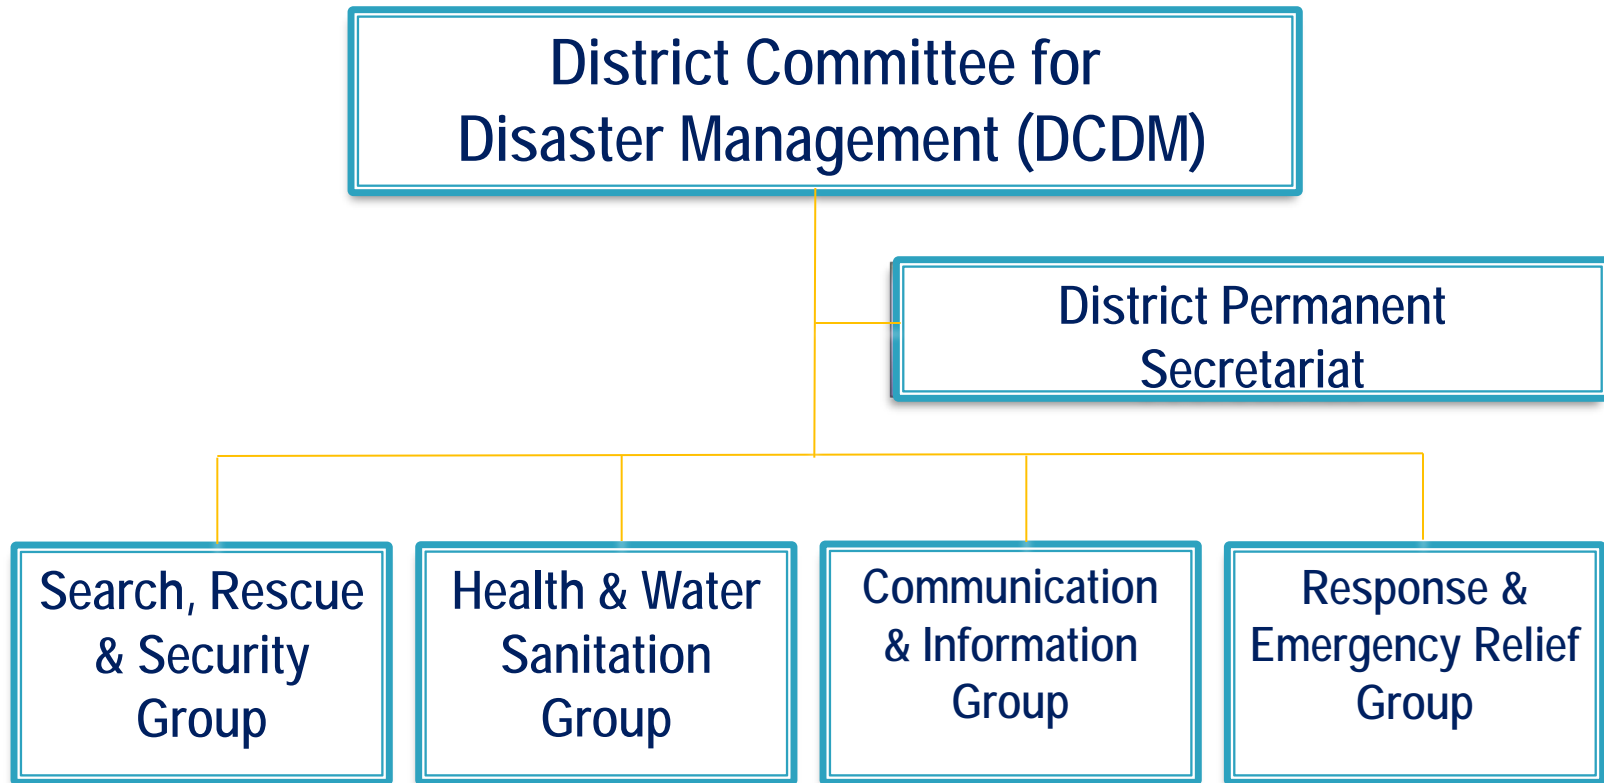 District Committee for
Disaster Management (DCDM)
District Permanent
Secretariat
Search, Rescue
& Security
Group
Health & Water
Sanitation
Group
Communication
& Information
Group
Response &
Emergency Relief
Group